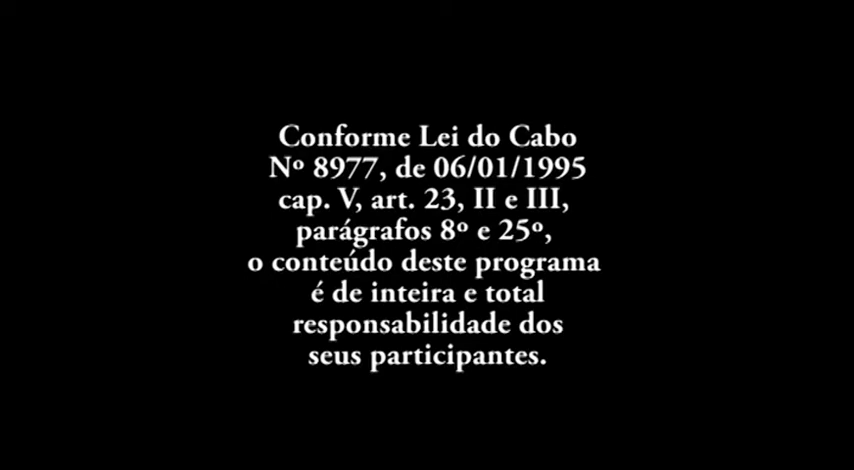 Conforme Lei do Cabo
Nº 8977, de 06/01/1995
cap. V, art. 23, II e III,
parágrafos 8º e 25º,
o conteúdo deste programa
é de inteira e total
responsabilidade dos
seus participantes.